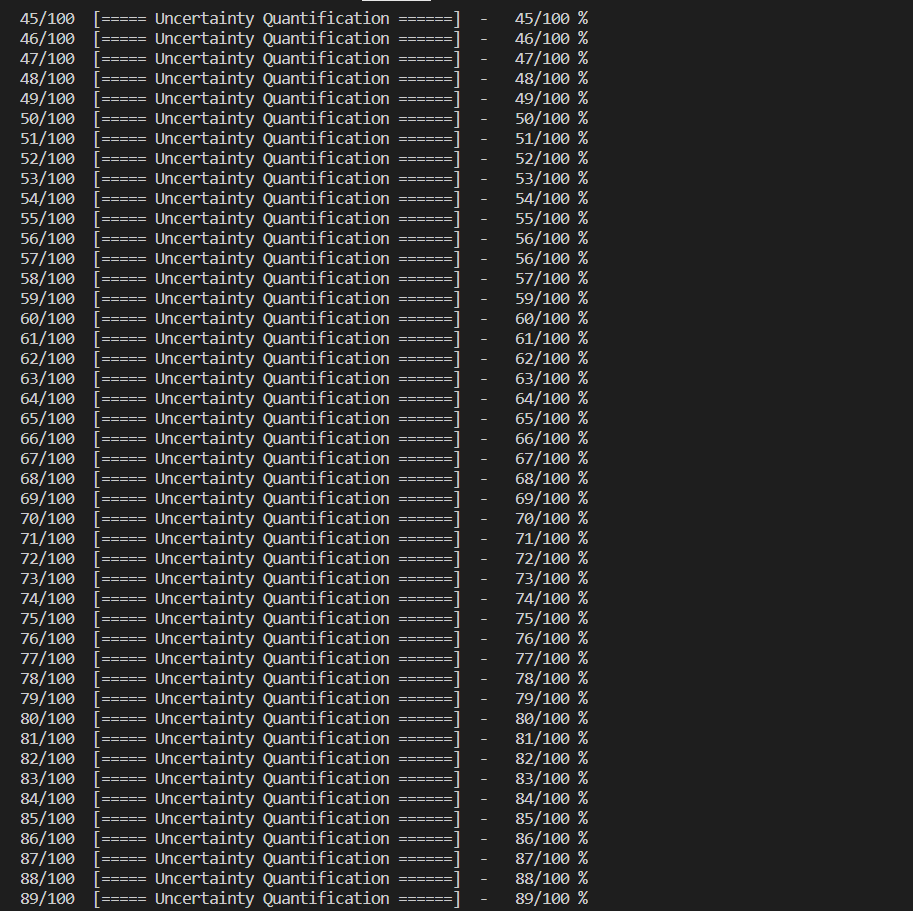 45/100 [===== Uncertainty Quantification ======] - 45/100 %
46/100 [===== Uncertainty Quantification ======] - 46/100 %
47/100 [===== Uncertainty Quantification ======] - 47/100 %
48/100 [===== Uncertainty Quantification ======] - 48/100 %
49/100 [===== Uncertainty Quantification ======] - 49/100 %
50/100 [===== Uncertainty Quantification ======] - 50/100 %
51/100 [===== Uncertainty Quantification ======] - 51/100 %
52/100 [===== Uncertainty Quantification ======] - 52/100 %
53/100 [===== Uncertainty Quantification ======] - 53/100 %
54/100 [===== Uncertainty Quantification ======] - 54/100 %
55/100 [===== Uncertainty Quantification ======] - 55/100 %
56/100 [===== Uncertainty Quantification ======] - 56/100 %
57/100 [===== Uncertainty Quantification ======] - 56/100 %
58/100 [===== Uncertainty Quantification ======] - 57/100 %
59/100 [===== Uncertainty Quantification ======] - 59/100 %
60/100 [===== Uncertainty Quantification ======] - 60/100 %
61/100 [===== Uncertainty Quantification ======] - 61/100 %
62/100 [===== Uncertainty Quantification ======] - 62/100 %
63/100 [===== Uncertainty Quantification ======] - 63/100 %
64/100 [===== Uncertainty Quantification ======] - 64/100 %
65/100 [===== Uncertainty Quantification ======] - 65/100 %
66/100 [===== Uncertainty Quantification ======] - 66/100 %
67/100 [===== Uncertainty Quantification ======] - 67/100 %
68/100 [===== Uncertainty Quantification ======] - 68/100 %
69/100 [===== Uncertainty Quantification ======] - 69/100 %
70/100 [===== Uncertainty Quantification ======] - 70/100 %
71/100 [===== Uncertainty Quantification ======] - 71/100 %
72/100 [===== Uncertainty Quantification ======] - 72/100 %
73/100 [===== Uncertainty Quantification ======] - 73/100 %
74/100 [===== Uncertainty Quantification ======] - 74/100 %
75/100 [===== Uncertainty Quantification ======] - 75/100 %
76/100 [===== Uncertainty Quantification ======] - 76/100 %
77/100 [===== Uncertainty Quantification ======] - 77/100 %
78/100 [===== Uncertainty Quantification ======] - 78/100 %
79/100 [===== Uncertainty Quantification ======] - 79/100 %
80/100 [===== Uncertainty Quantification ======] - 80/100 %
81/100 [===== Uncertainty Quantification ======] - 81/100 %
82/100 [===== Uncertainty Quantification ======] - 82/100 %
83/100 [===== Uncertainty Quantification ======] - 83/100 %
84/100 [===== Uncertainty Quantification ======] - 84/100 %
85/100 [===== Uncertainty Quantification ======] - 85/100 %
86/100 [===== Uncertainty Quantification ======] - 86/100 %
87/100 [===== Uncertainty Quantification ======] - 87/100 %
88/100 [===== Uncertainty Quantification ======] - 88/100 %
89/100 [===== Uncertainty Quantification ======] - 89/100 %